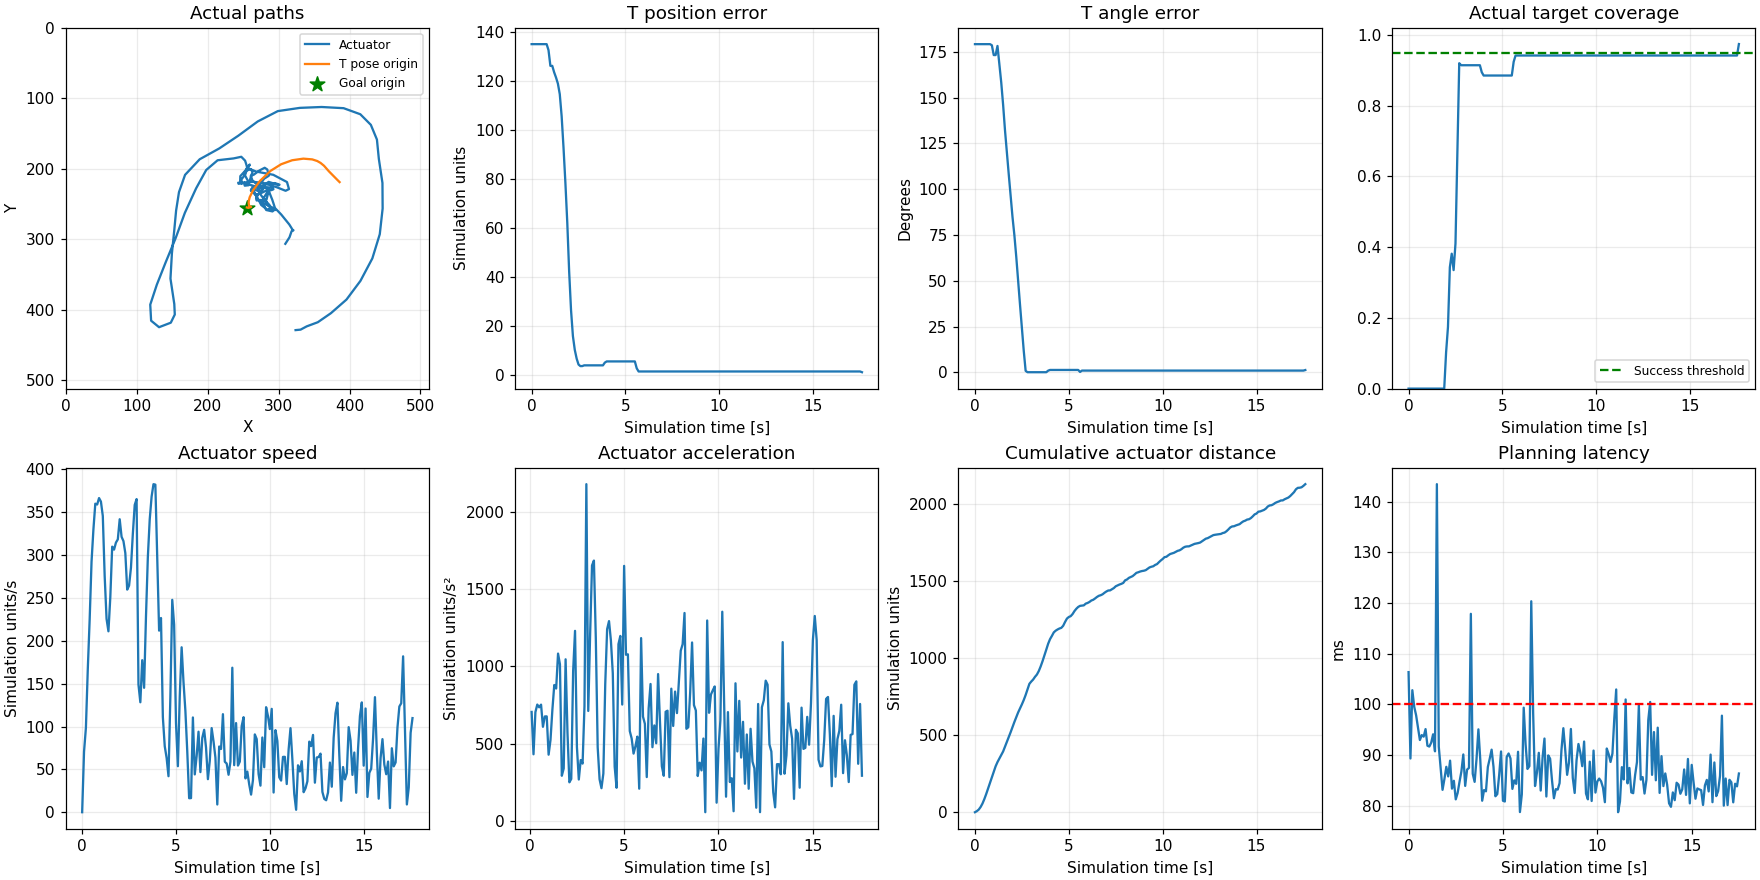 Actual paths
0
100
200
300
400
500
Y
0 100 200 300 400 500
X
Actuator
T pose origin
Goal origin
T position error
140
120
100
80
60
40
20
0
Simulation units
0 5 10 15
Simulation time [s]
T angle error
175
150
125
100
75
50
25
0
Degrees
0 5 10 15
Simulation time [s]
Actual target coverage
1.0
0.8
0.6
0.4
0.2
0.0
0 5 10 15
Simulation time [s]
Success threshold
Actuator speed
400
350
300
250
200
150
100
50
0
Simulation units/s
0 5 10 15
Simulation time [s]
Actuator acceleration
2000
1500
1000
500
0
Simulation units/s²
0 5 10 15
Simulation time [s]
Cumulative actuator distance
2000
1500
1000
500
0
Simulation units
0 5 10 15
Simulation time [s]
Planning latency
140
130
120
110
100
90
80
ms
0 5 10 15
Simulation time [s]